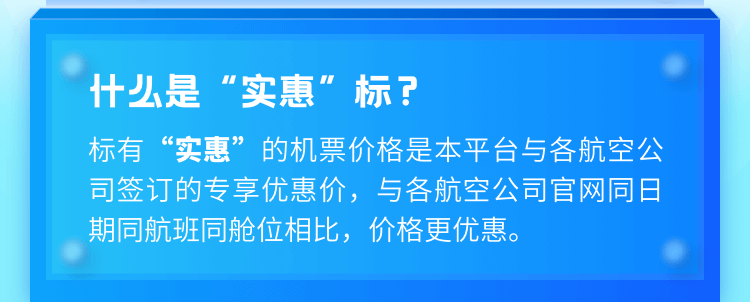 什么是“实惠”标？
标有“实惠”的机票价格是本平台与各航空公
司签订的专享优惠价，与各航空公司官网同日
期同航班同舱位相比，价格更优惠。